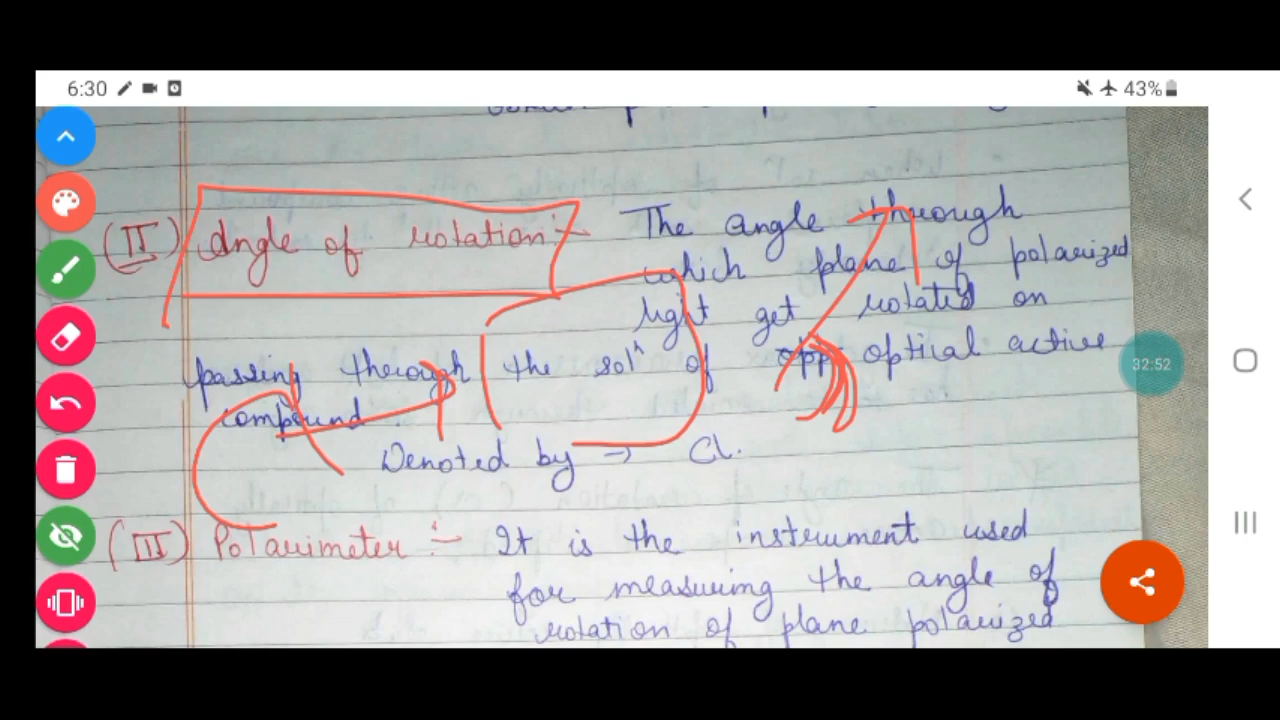 6:30
43%
(II) Angle of rotation :- The angle through
which plane of polarized
light get rotated on
passing through the solⁿ of opp optical active
compound.
Denoted by → α.
32:52
(III) Polarimeter :- It is the instrument used
for measuring the angle of
rotation of plane polarized